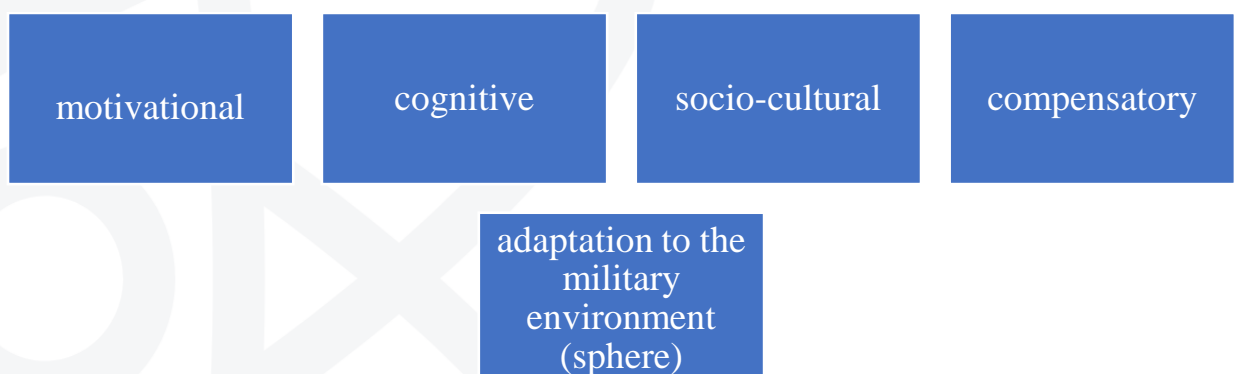 motivational
cognitive
socio-cultural
compensatory
adaptation to the
military
environment
(sphere)